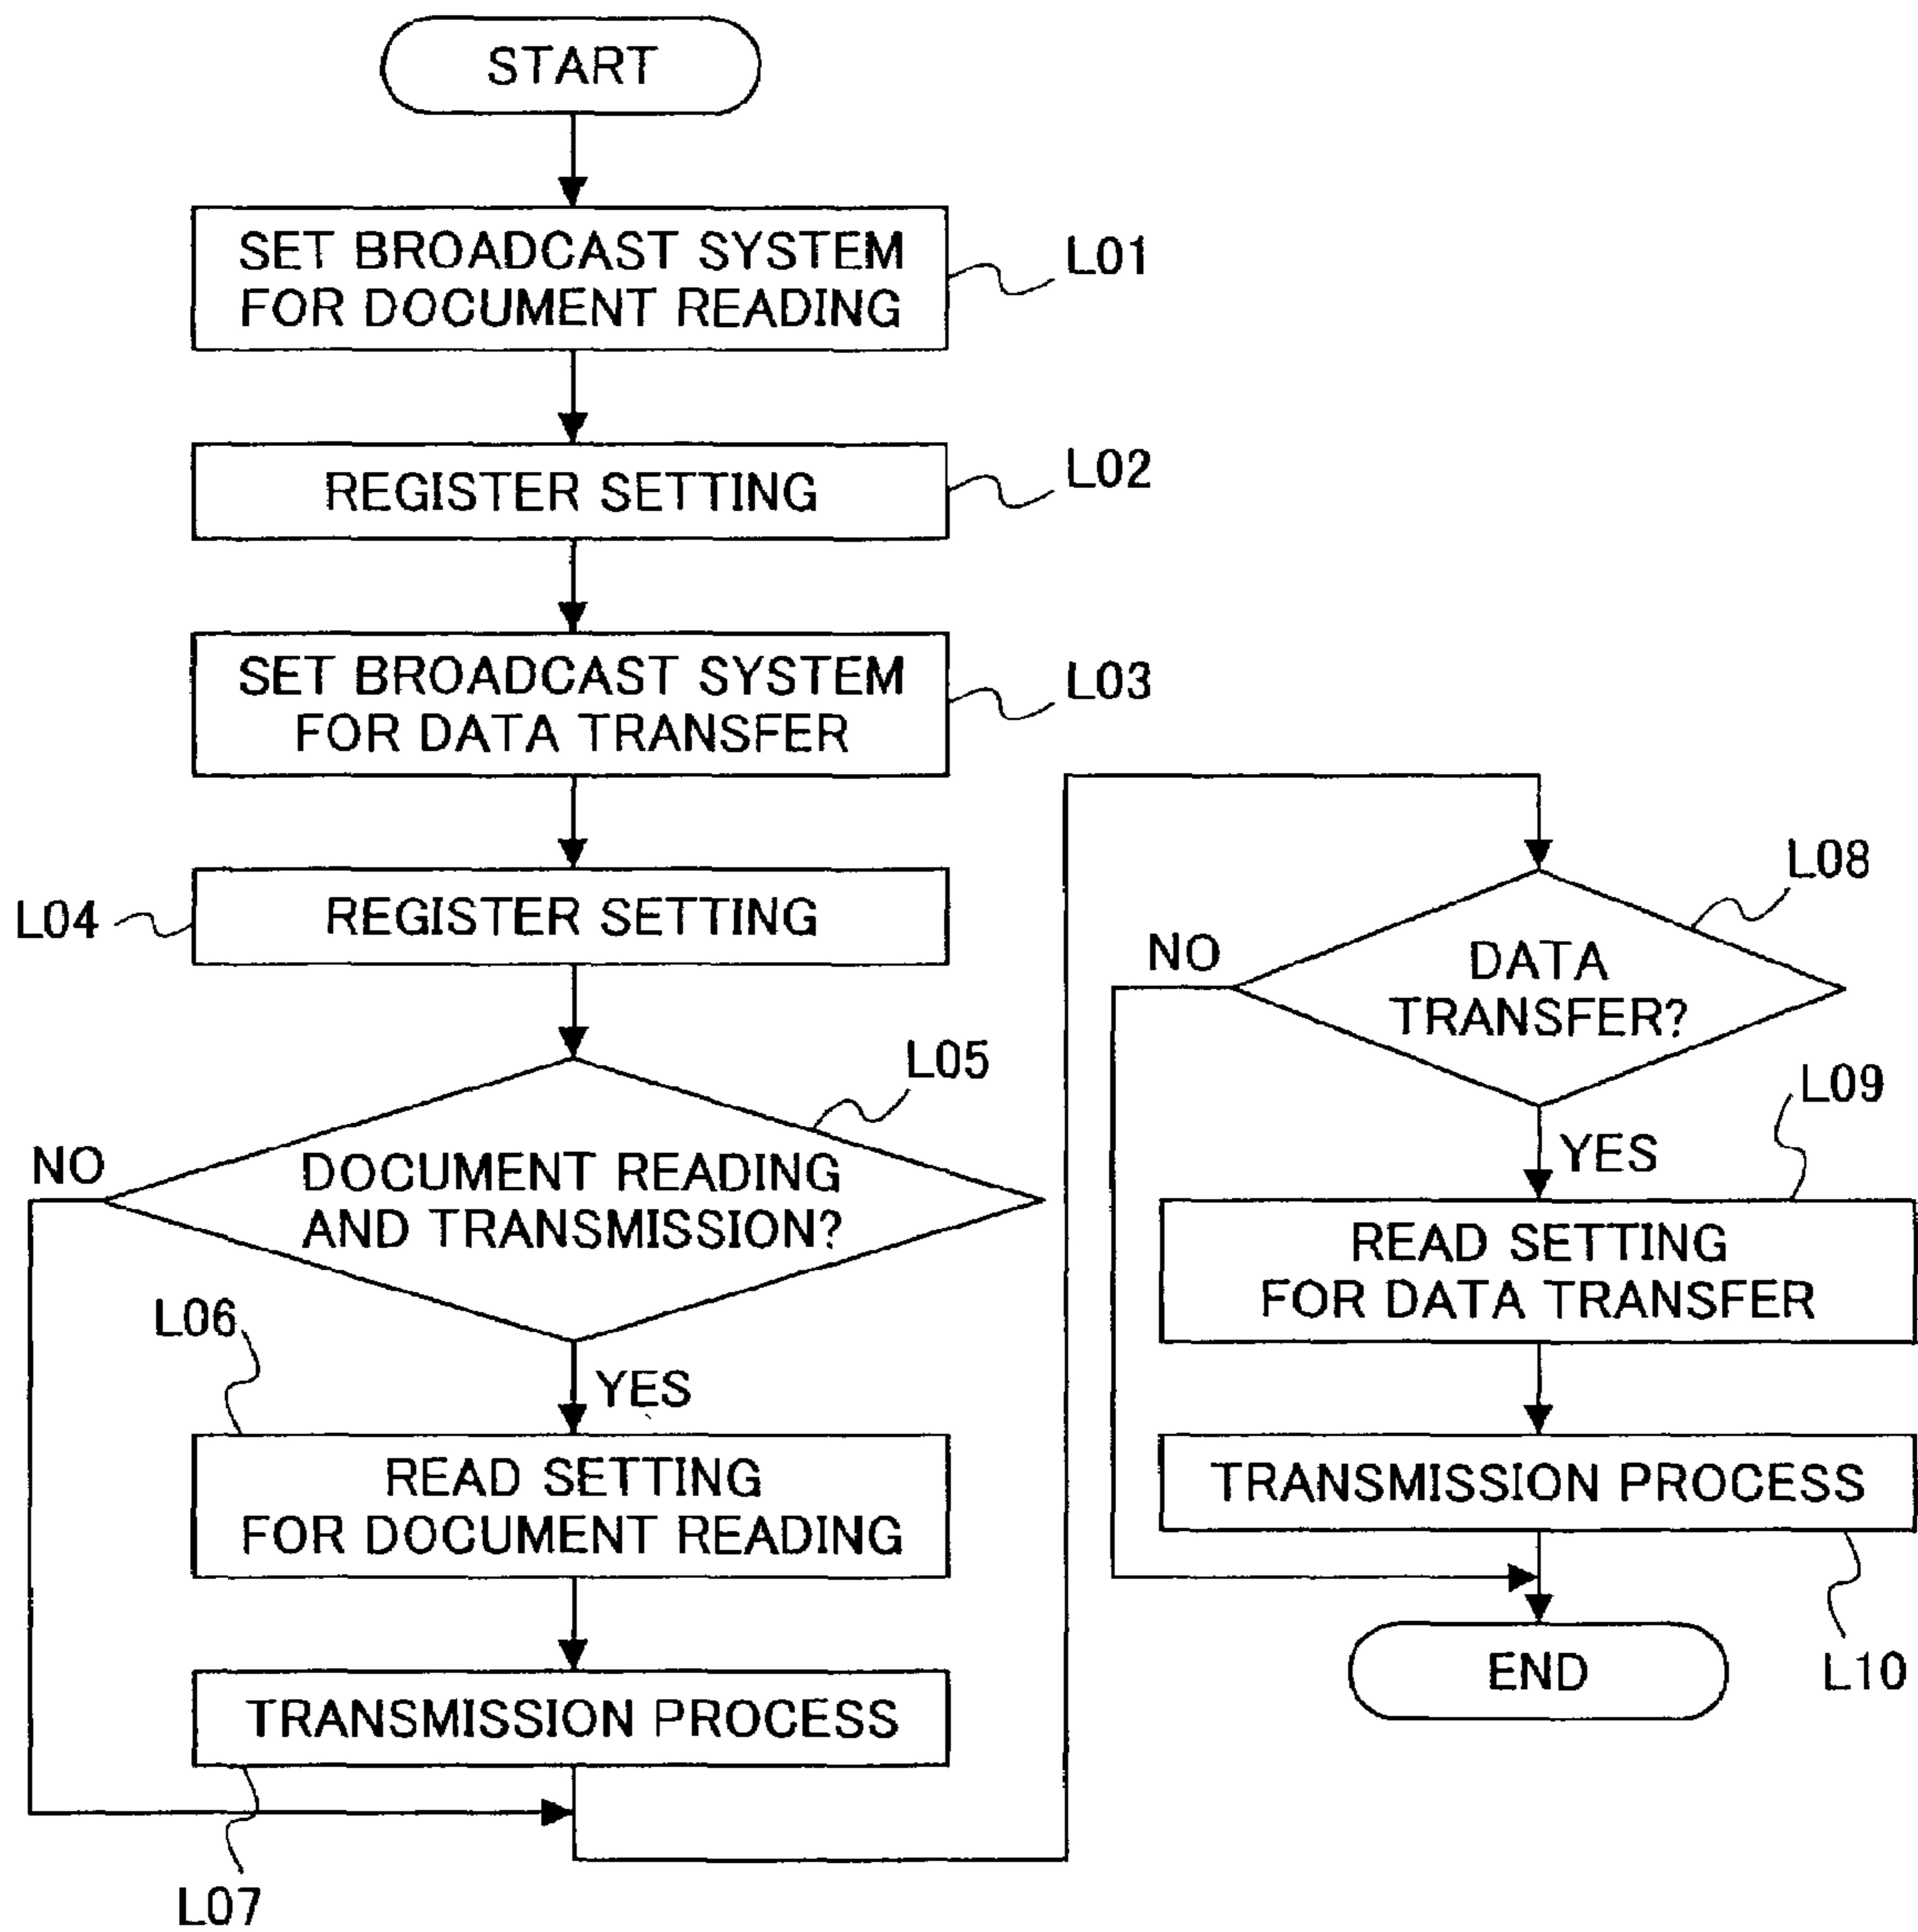 START
SET BROADCAST SYSTEM
FOR DOCUMENT READING
L01
REGISTER SETTING
L02
SET BROADCAST SYSTEM
FOR DATA TRANSFER
L03
REGISTER SETTING
L04
DOCUMENT READING
AND TRANSMISSION?
L05
NO
YES
L06
READ SETTING
FOR DOCUMENT READING
TRANSMISSION PROCESS
L07
DATA
TRANSFER?
L08
NO
YES
L09
READ SETTING
FOR DATA TRANSFER
TRANSMISSION PROCESS
L10
END